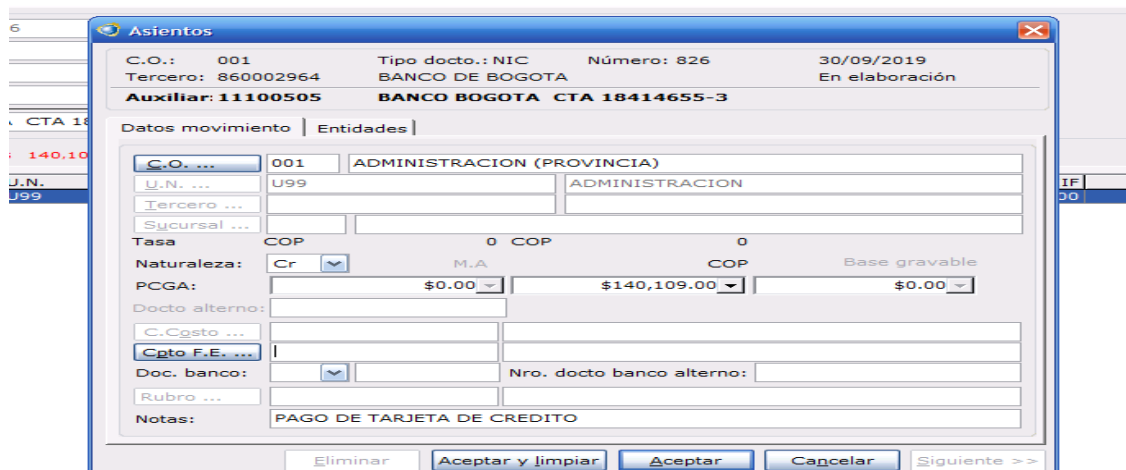 6
Asientos
C.O.: 001 Tipo docto.: NIC Número: 826 30/09/2019
Tercero: 860002964 BANCO DE BOGOTA En elaboración
Auxiliar: 11100505 BANCO BOGOTA CTA 18414655-3
CTA 18
Datos movimiento Entidades
140,10
C.O. ... 001 ADMINISTRACION (PROVINCIA)
U.N. U.N. ... U99 ADMINISTRACION IF
U99 Tercero ... 00
Sucursal ...
Tasa COP 0 COP 0
Naturaleza: Cr M.A COP Base gravable
PCGA: $0.00 $140,109.00 $0.00
Docto alterno:
C.Costo ...
Cpto F.E. ...
Doc. banco: Nro. docto banco alterno:
Rubro ...
Notas: PAGO DE TARJETA DE CREDITO
Eliminar Aceptar y limpiar Aceptar Cancelar Siguiente >>